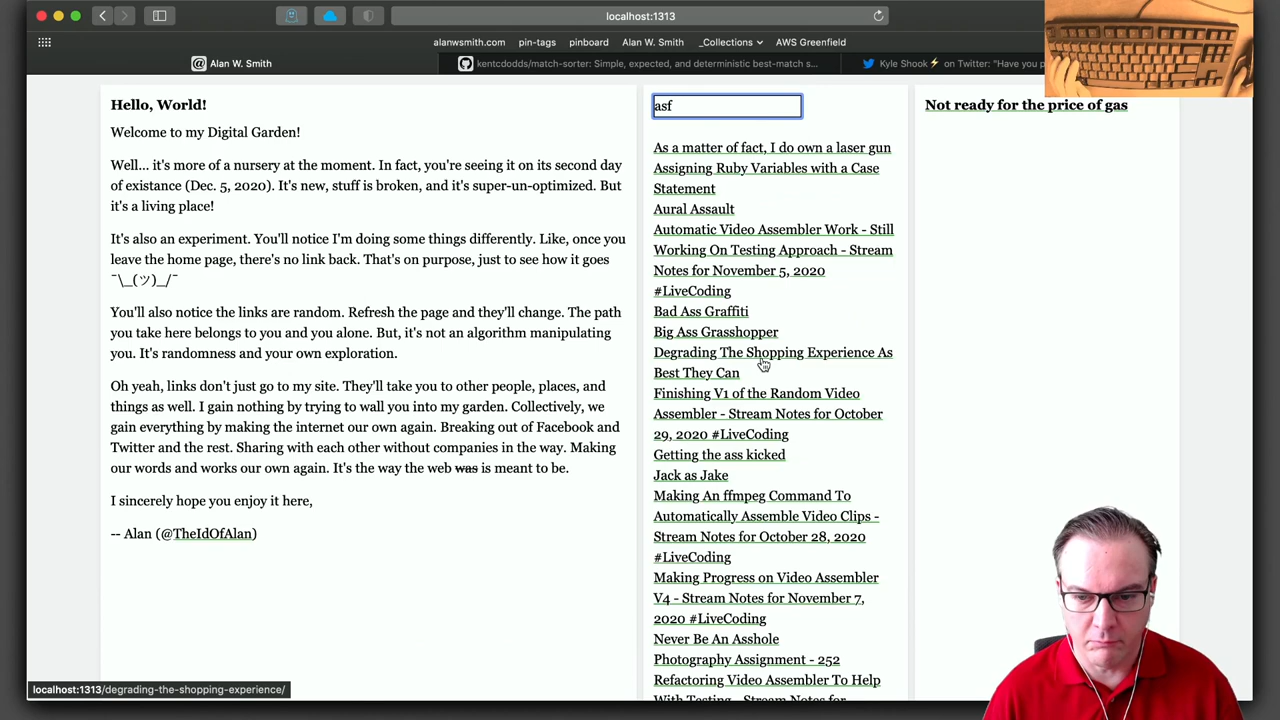 localhost:1313
alanwsmith.com pin-tags pinboard Alan W. Smith _Collections AWS Greenfield
@ Alan W. Smith
kentcdodds/match-sorter: Simple, expected, and deterministic best-match s...
Kyle Shook⚡ on Twitter: "Have you p
Hello, World!
Welcome to my Digital Garden!
Well... it's more of a nursery at the moment. In fact, you're seeing it on its second day
of existance (Dec. 5, 2020). It's new, stuff is broken, and it's super-un-optimized. But
it's a living place!
It's also an experiment. You'll notice I'm doing some things differently. Like, once you
leave the home page, there's no link back. That's on purpose, just to see how it goes
¯\_(ツ)_/¯
You'll also notice the links are random. Refresh the page and they'll change. The path
you take here belongs to you and you alone. But, it's not an algorithm manipulating
you. It's randomness and your own exploration.
Oh yeah, links don't just go to my site. They'll take you to other people, places, and
things as well. I gain nothing by trying to wall you into my garden. Collectively, we
gain everything by making the internet our own again. Breaking out of Facebook and
Twitter and the rest. Sharing with each other without companies in the way. Making
our words and works our own again. It's the way the web was is meant to be.
I sincerely hope you enjoy it here,
-- Alan (@TheIdOfAlan)
asf
As a matter of fact, I do own a laser gun
Assigning Ruby Variables with a Case
Statement
Aural Assault
Automatic Video Assembler Work - Still
Working On Testing Approach - Stream
Notes for November 5, 2020
#LiveCoding
Bad Ass Graffiti
Big Ass Grasshopper
Degrading The Shopping Experience As
Best They Can
Finishing V1 of the Random Video
Assembler - Stream Notes for October
29, 2020 #LiveCoding
Getting the ass kicked
Jack as Jake
Making An ffmpeg Command To
Automatically Assemble Video Clips -
Stream Notes for October 28, 2020
#LiveCoding
Making Progress on Video Assembler
V4 - Stream Notes for November 7,
2020 #LiveCoding
Never Be An Asshole
Photography Assignment - 252
Refactoring Video Assembler To Help
With Testing - Stream Notes for
Not ready for the price of gas
localhost:1313/degrading-the-shopping-experience/